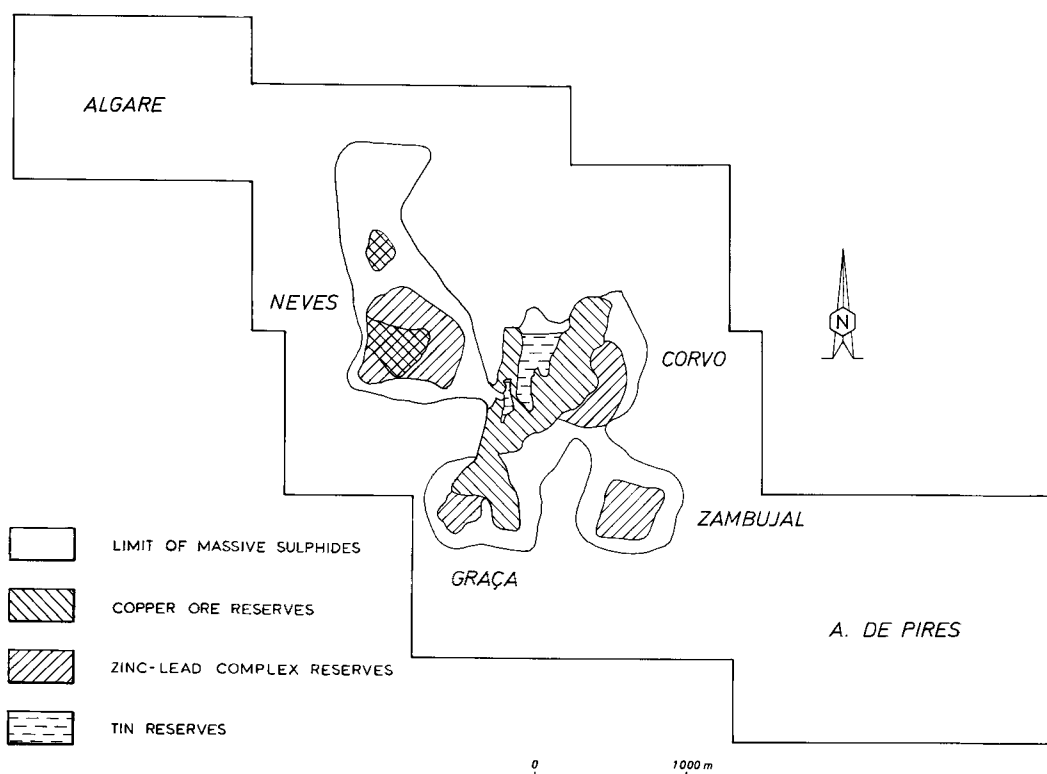 ALGARE
NEVES
N
CORVO
ZAMBUJAL
GRAÇA
A. DE PIRES
LIMIT OF MASSIVE SULPHIDES
COPPER ORE RESERVES
ZINC-LEAD COMPLEX RESERVES
TIN RESERVES
0 1000 m